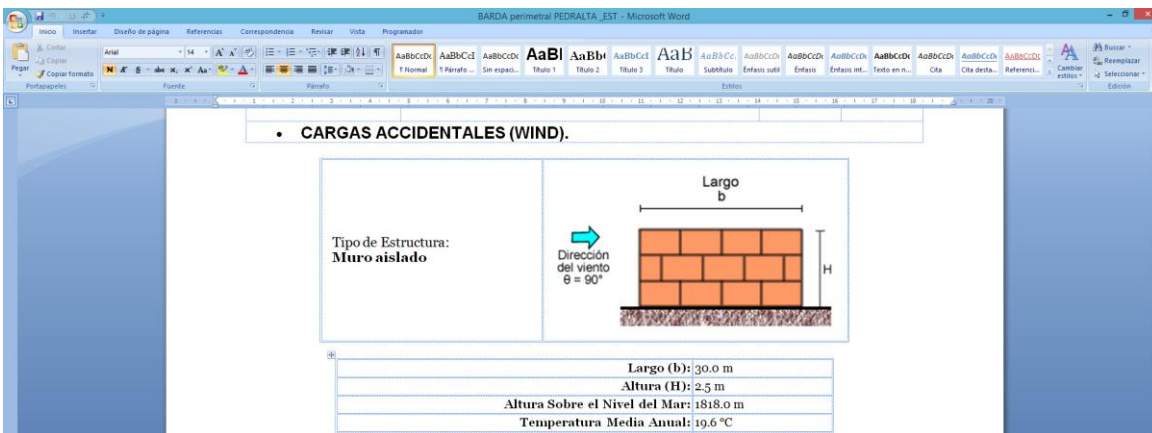 BARDA perimetral PEDRALTA _EST - Microsoft Word
Inicio Insertar Diseño de página Referencias Correspondencia Revisar Vista Programador
Pegar
Cortar
Copiar
Copiar formato
Portapapeles
Arial 14
Fuente
Párrafo
AaBbCcDc AaBbCcI AaBbCcDc AaBl AaBbC AaBbCcI AaB AaBbCc. AaBbCcDc AaBbCcDc AaBbCcDc AaBbCcDc AaBbCcDc AaBbCcDc AaBbCcDc
¶ Normal ¶ Párrafo ... Sin espaci... Título 1 Título 2 Título 3 Título Subtítulo Énfasis sutil Énfasis Énfasis int... Texto en n... Cita Cita desta... Referenci...
Estilos
Cambiar
estilos
Buscar
Reemplazar
Seleccionar
Edición
• CARGAS ACCIDENTALES (WIND).
Tipo de Estructura:
Muro aislado
Largo
b
Dirección
del viento
θ = 90°
H
Largo (b): 30.0 m
Altura (H): 2.5 m
Altura Sobre el Nivel del Mar: 1818.0 m
Temperatura Media Anual: 19.6 °C